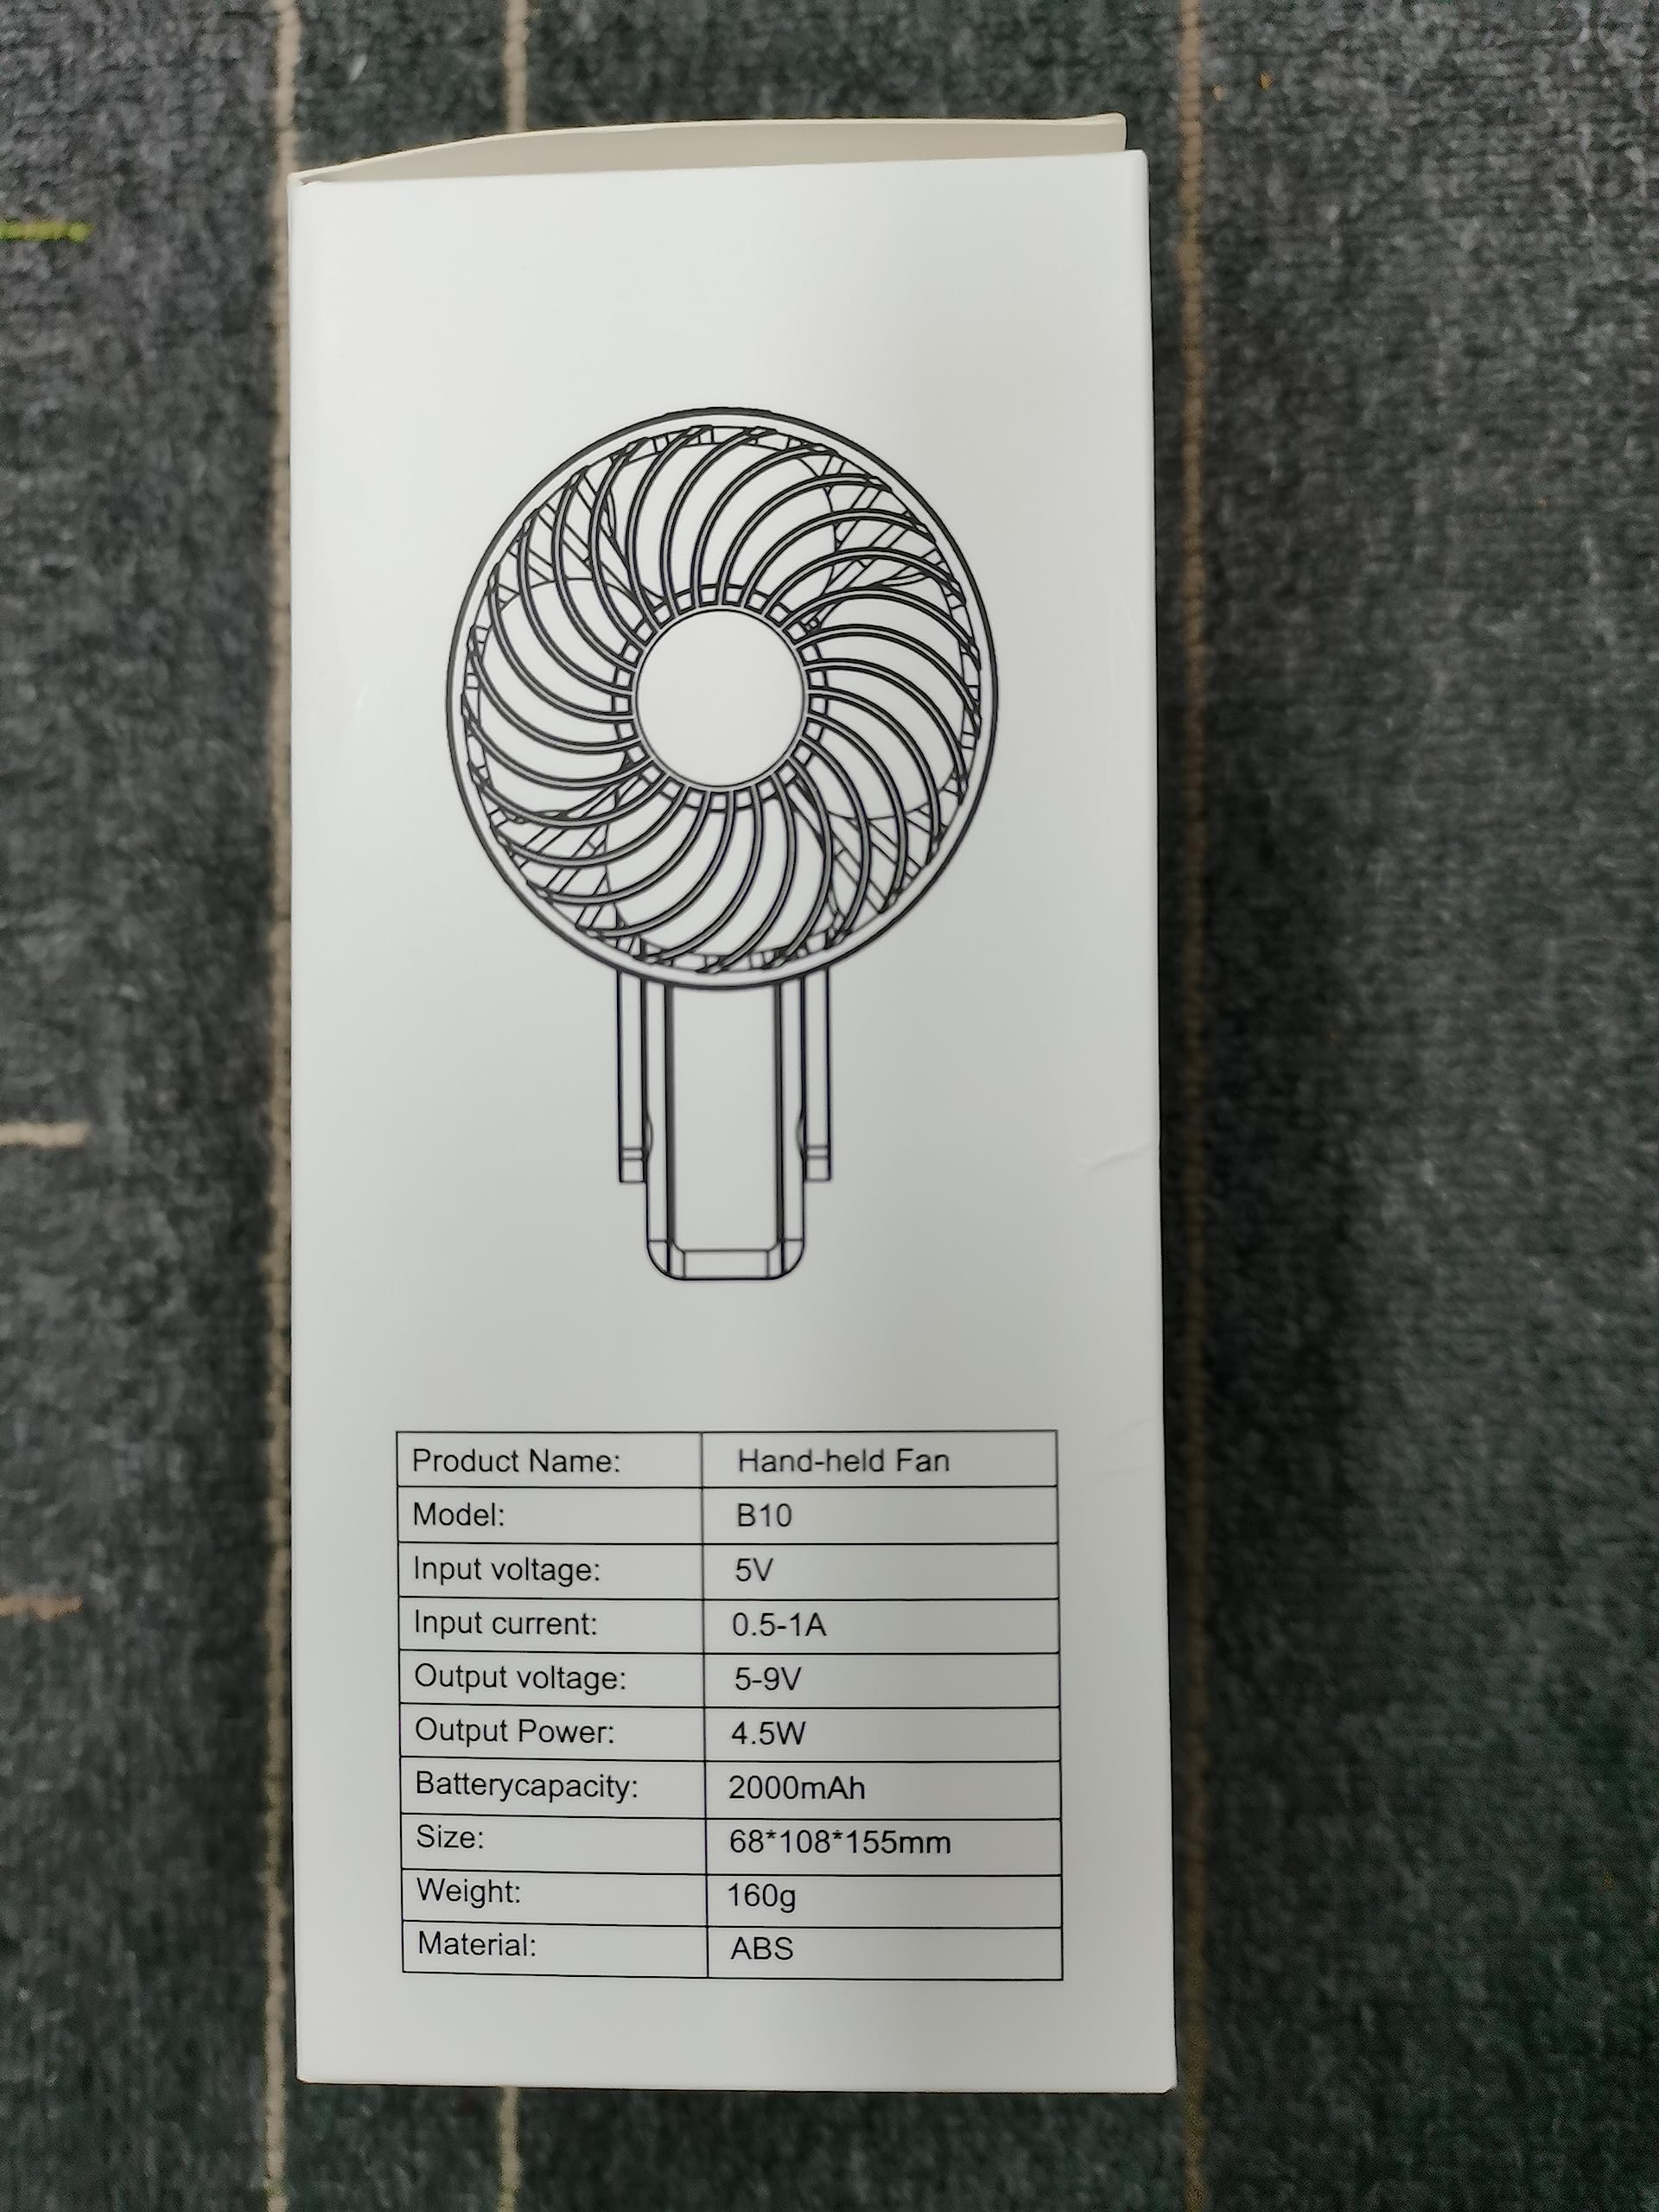 Product Name: Hand-held Fan
Model: B10
Input voltage: 5V
Input current: 0.5-1A
Output voltage: 5-9V
Output Power: 4.5W
Batterycapacity: 2000mAh
Size: 68*108*155mm
Weight: 160g
Material: ABS